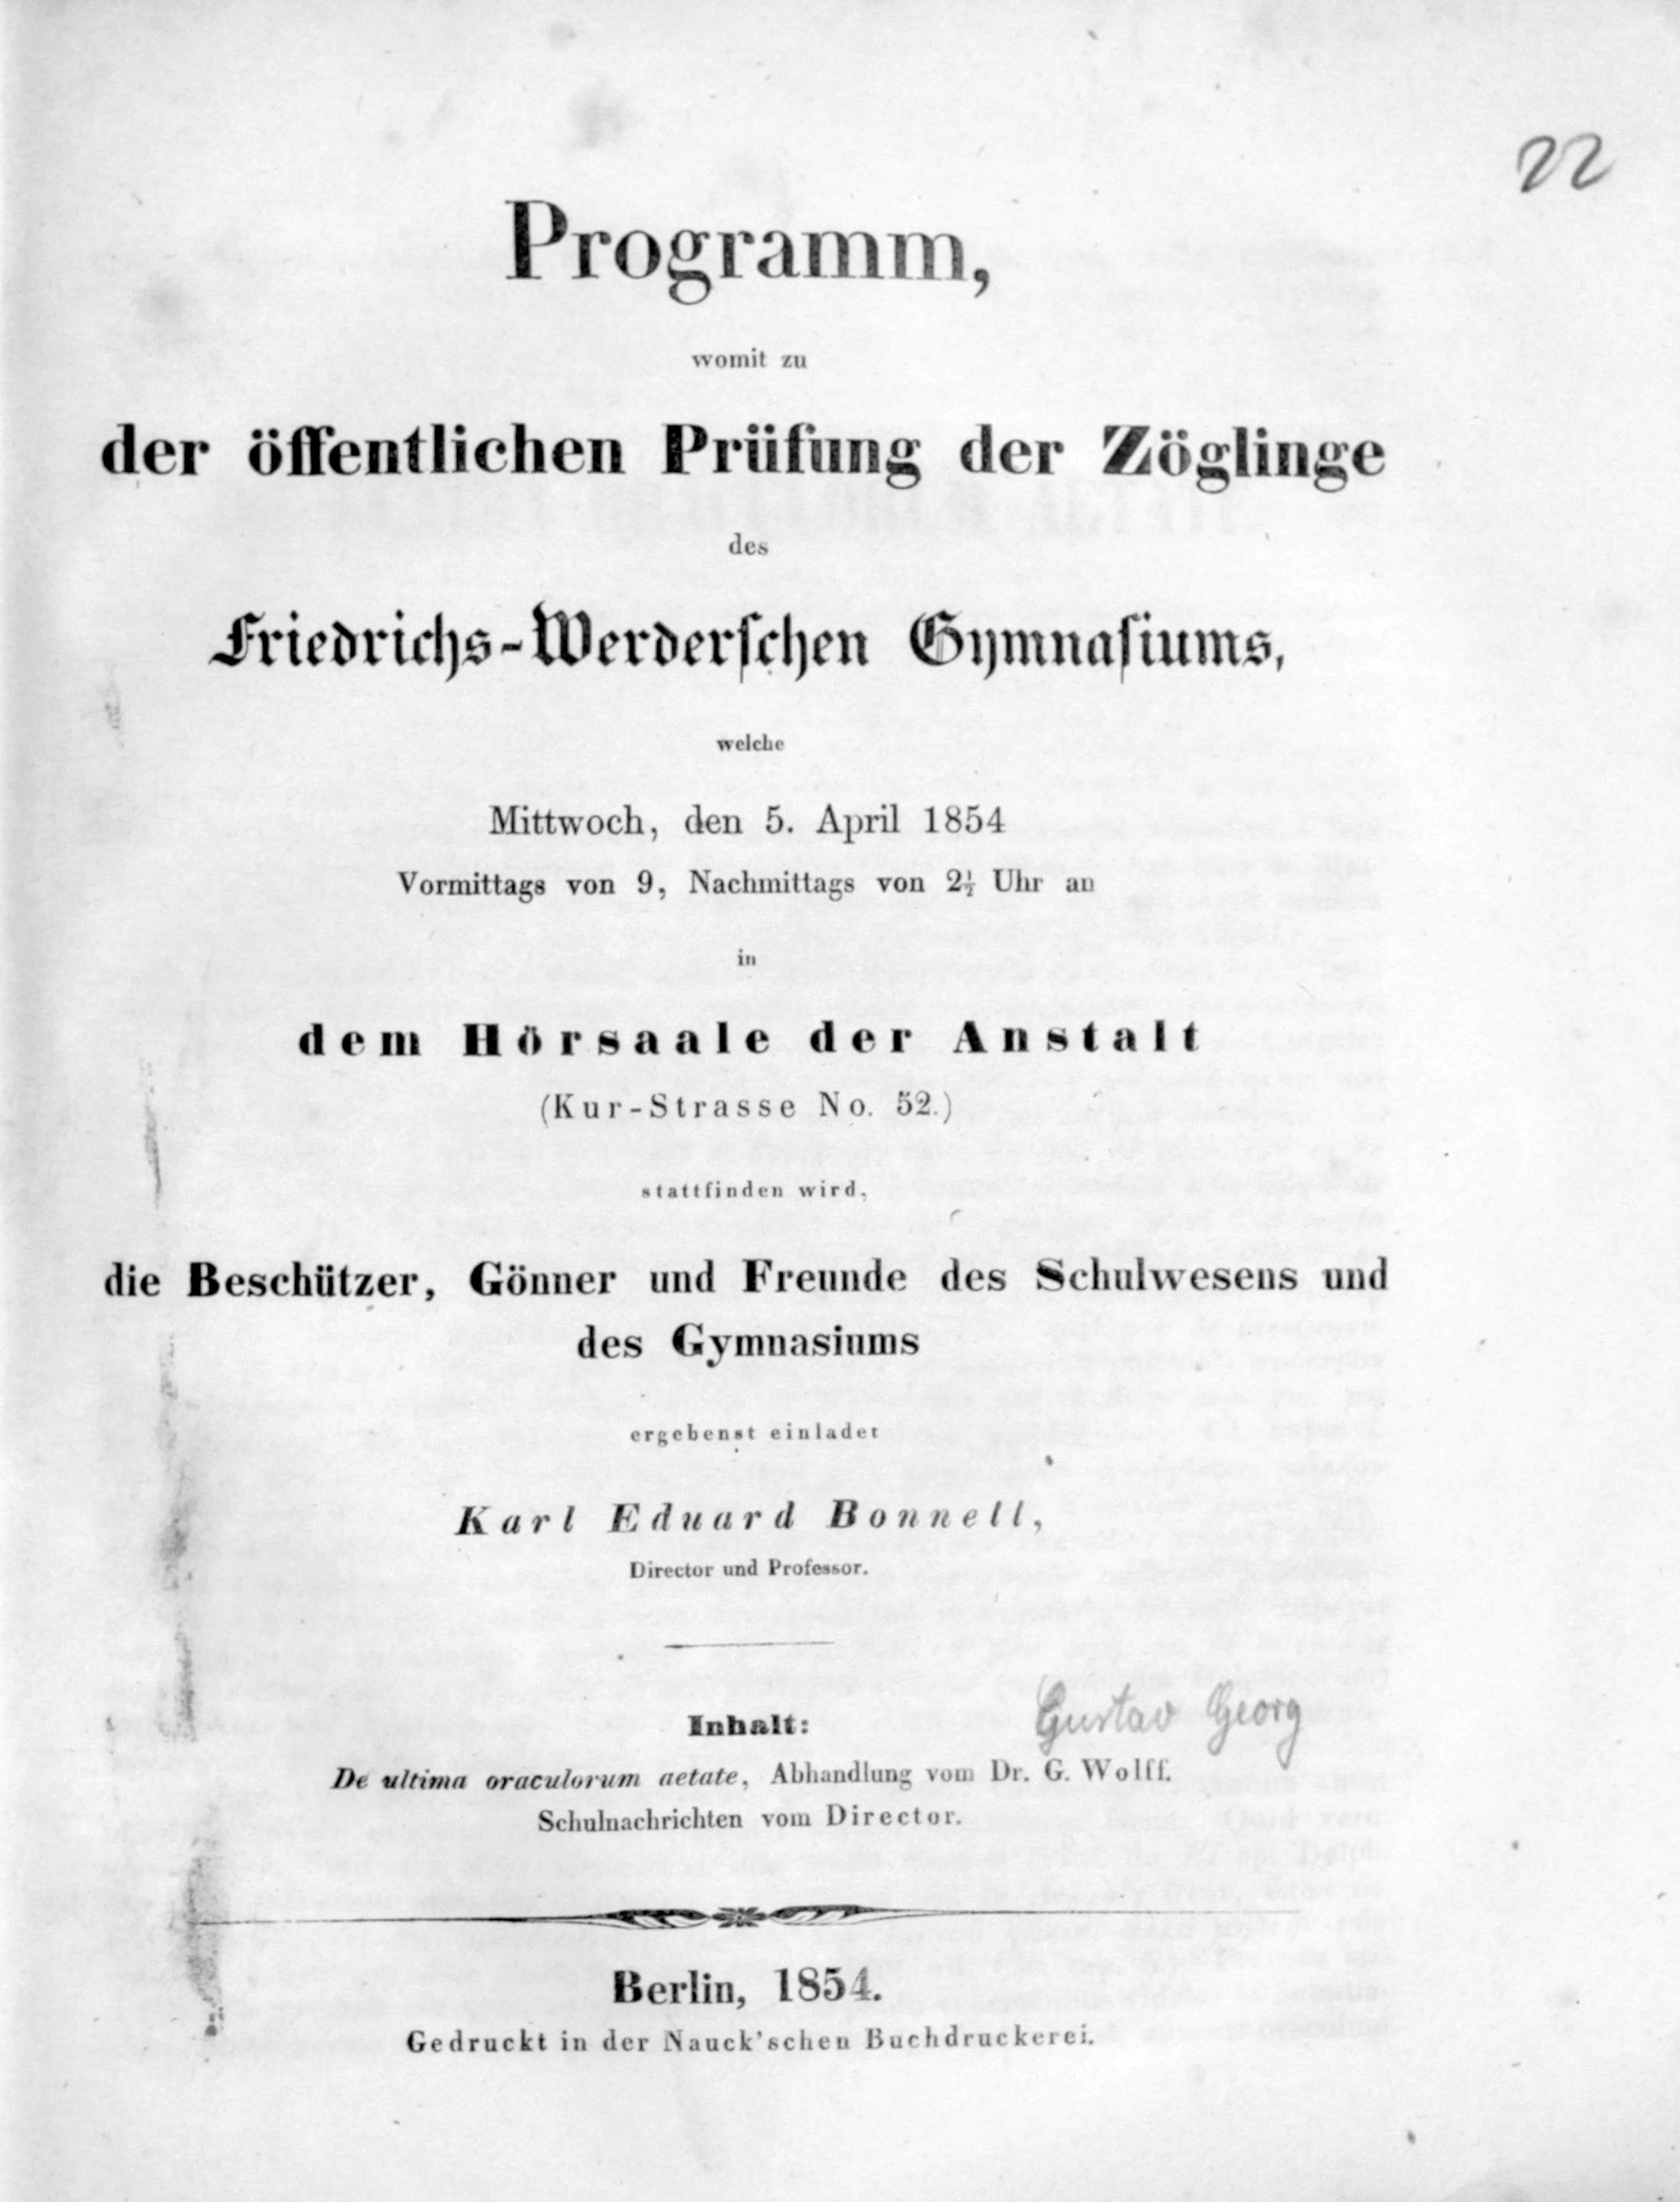 22
Programm,
womit zu
der öffentlichen Prüfung der Zöglinge
des
Friedrichs-Werderſchen Gymnaſiums,
welche
Mittwoch, den 5. April 1854
Vormittags von 9, Nachmittags von 2½ Uhr an
in
dem Hörsaale der Anstalt
(Kur-Strasse No. 52.)
stattfinden wird,
die Beschützer, Gönner und Freunde des Schulwesens und
des Gymnasiums
ergebenst einladet
Karl Eduard Bonnell,
Director und Professor.
Inhalt:
Gustav Georg
De ultima oraculorum aetate, Abhandlung vom Dr. G. Wolff.
Schulnachrichten vom Director.
Berlin, 1854.
Gedruckt in der Nauck'schen Buchdruckerei.